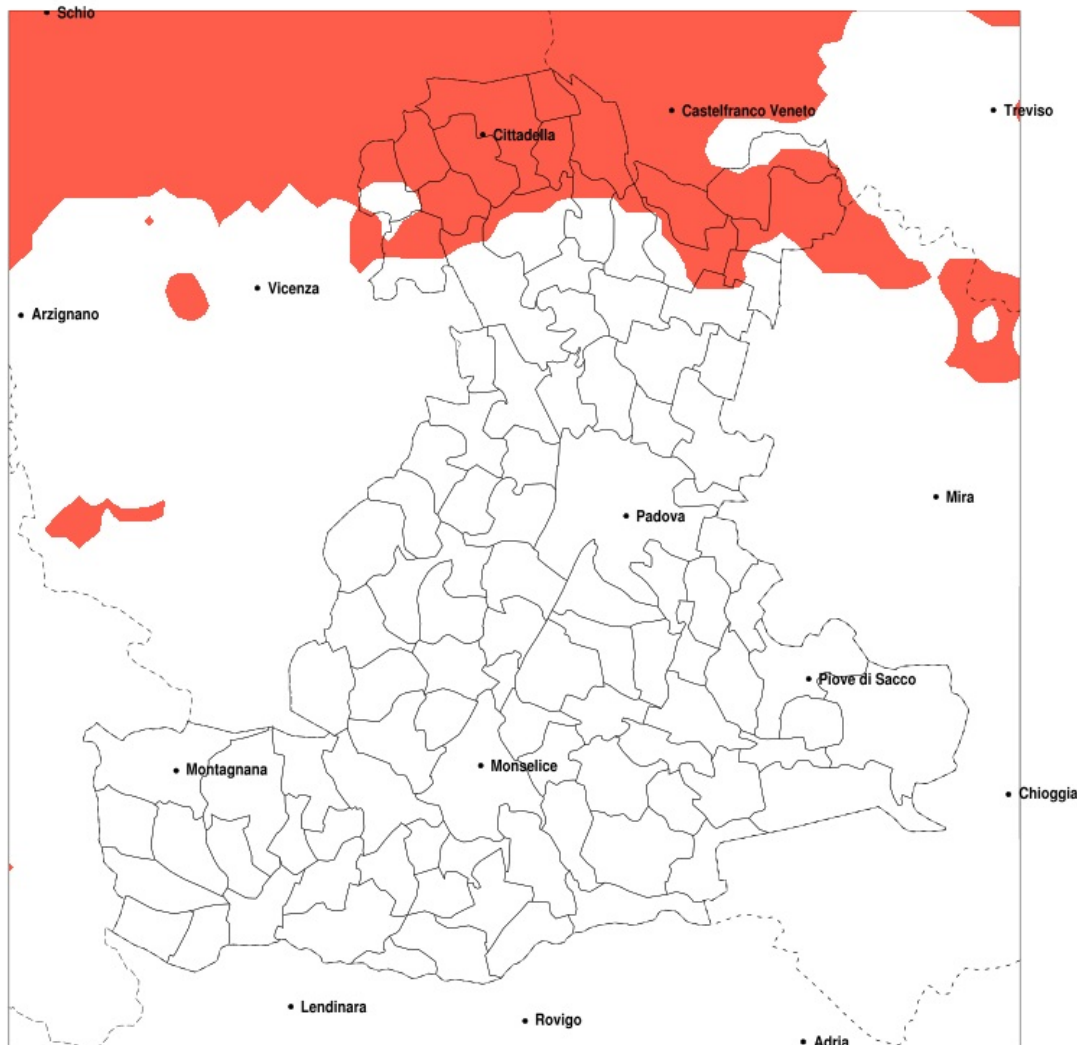 Schio
Castelfranco Veneto
Treviso
Cittadella
Vicenza
Arzignano
Mira
Padova
Piove di Sacco
Monselice
Montagnana
Chioggia
Lendinara
Rovigo
Adria